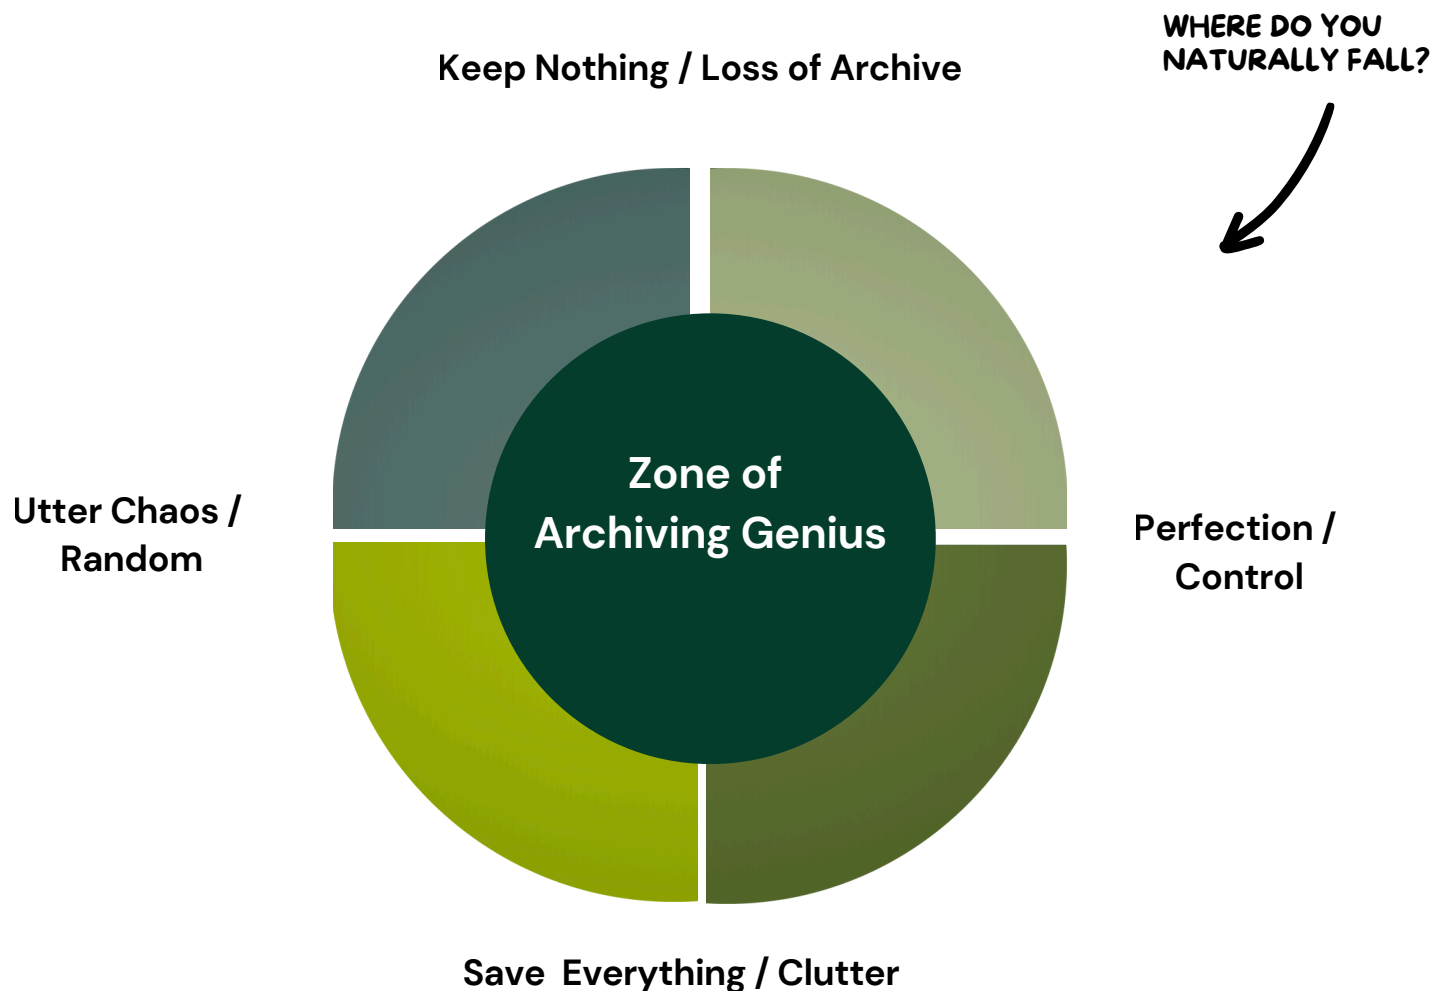 WHERE DO YOU
NATURALLY FALL?
Keep Nothing / Loss of Archive
Zone of
Archiving Genius
Utter Chaos /
Random
Perfection /
Control
Save  Everything / Clutter